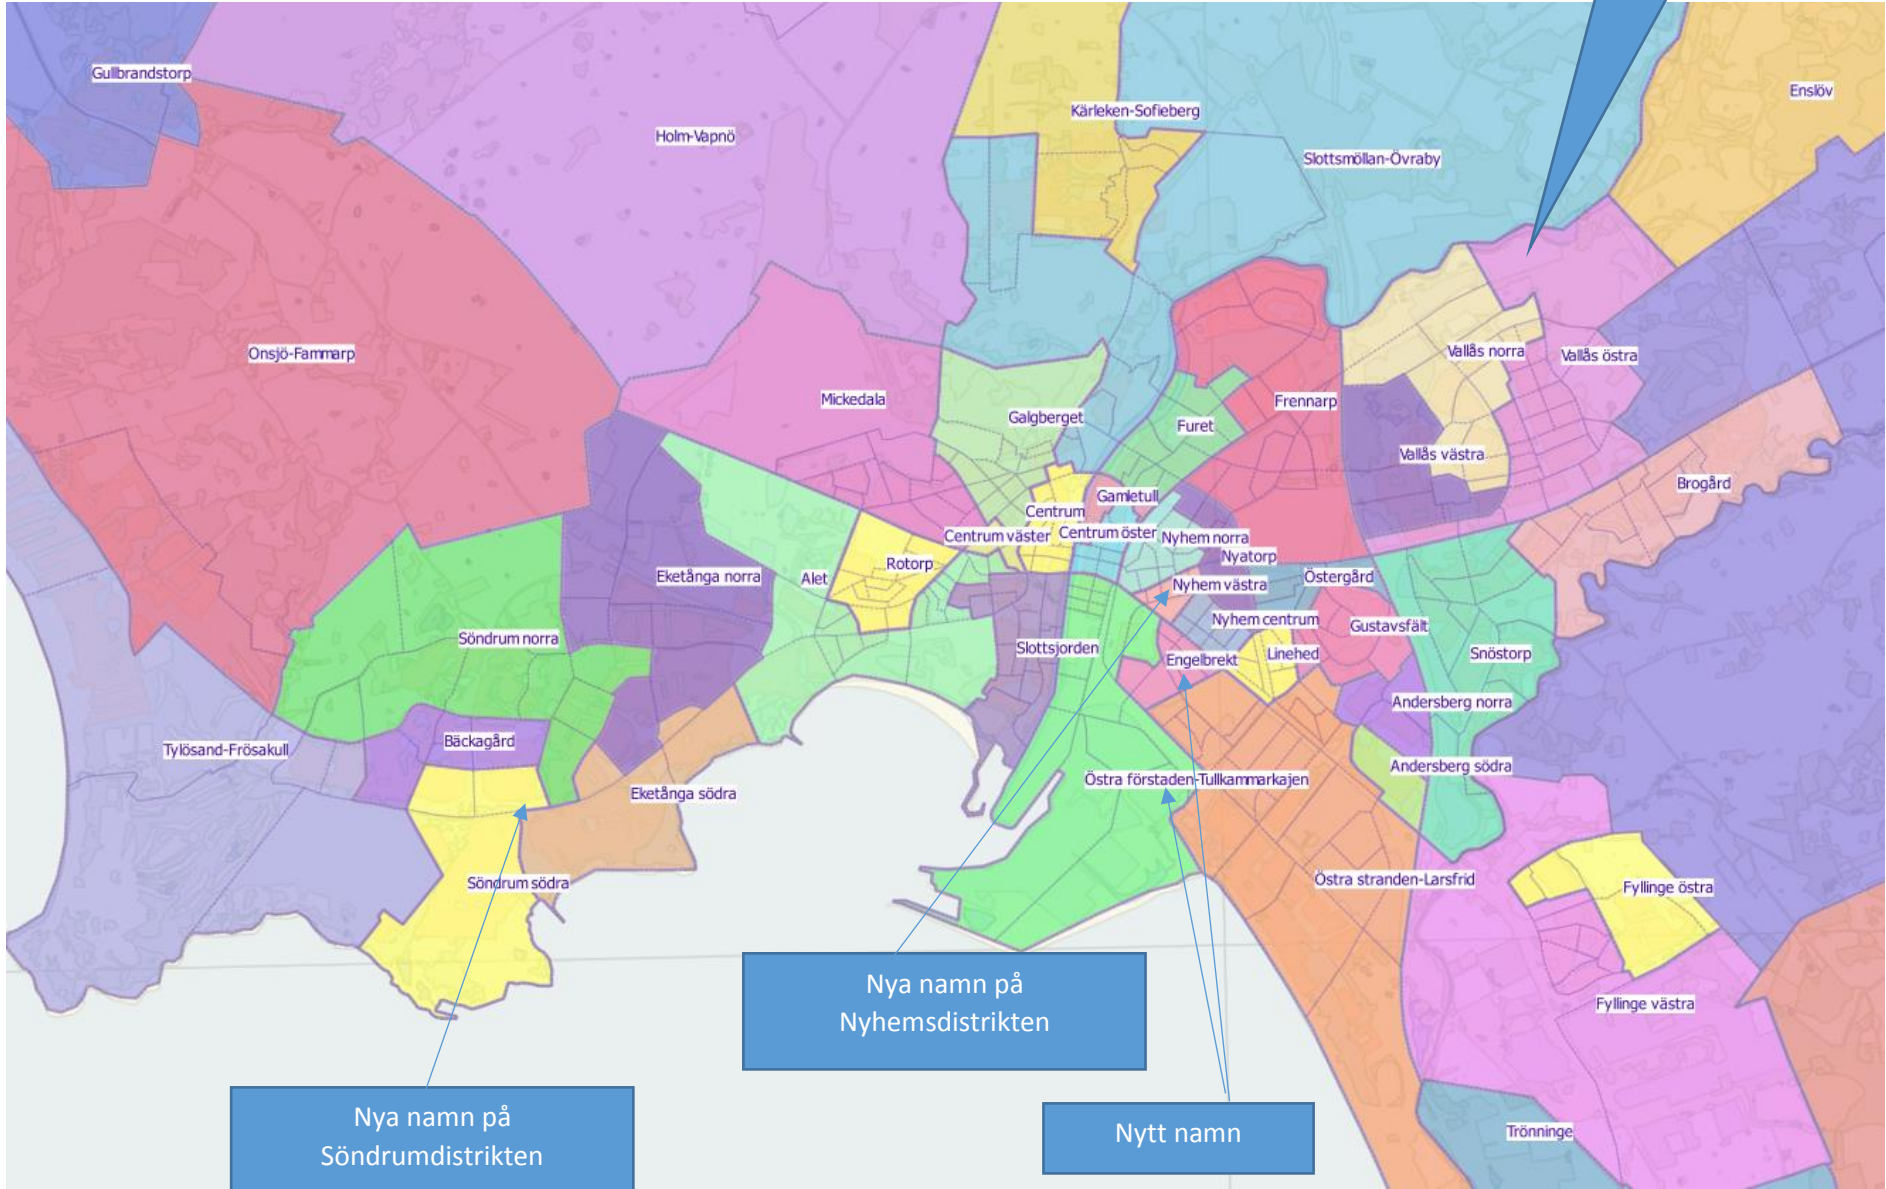 Gullbrandstorp
Enslöv
Kärleken-Sofieberg
Holm-Vapnö
Slottsmöllan-Övraby
Onsjö-Fammarp
Vallås norra
Vallås östra
Mickedala
Frennarp
Galgberget
Furet
Vallås västra
Brogård
Gamletull
Centrum
Centrum väster
Centrum öster
Nyhem norra
Nyatorp
Rotorp
Eketånga norra
Alet
Nyhem västra
Östergård
Nyhem centrum
Gustavsfält
Söndrum norra
Slottsjorden
Engelbrekt
Linehed
Snöstorp
Andersberg norra
Bäckagård
Tylösand-Frösakull
Andersberg södra
Östra förstaden-Tullkammarkajen
Eketånga södra
Söndrum södra
Östra stranden-Larsfrid
Fyllinge östra
Fyllinge västra
Nya namn på
Nyhemsdistrikten
Nya namn på
Söndrumdistrikten
Nytt namn
Trönninge